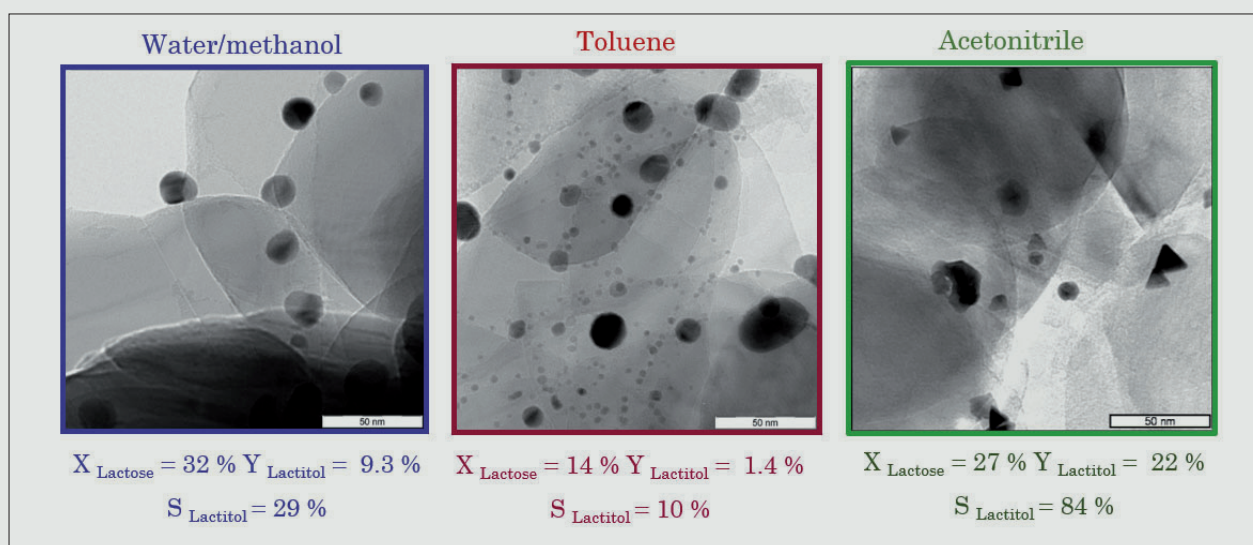 Water/methanol
Toluene
Acetonitrile
50 nm
50 nm
50 nm
X Lactose = 32 % Y Lactitol = 9.3 %
S Lactitol = 29 %
X Lactose = 14 % Y Lactitol = 1.4 %
S Lactitol = 10 %
X Lactose = 27 % Y Lactitol = 22 %
S Lactitol = 84 %